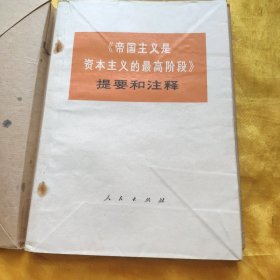 《帝国主义是
资本主义的最高阶段》
提要和注释
人民出版社